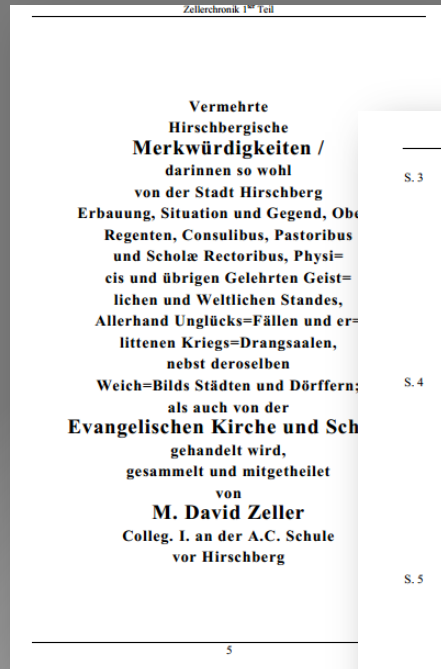 Zellerchronik 1ter Teil
Vermehrte
Hirschbergische
Merkwürdigkeiten /
darinnen so wohl
von der Stadt Hirschberg
Erbauung, Situation und Gegend,
Regenten, Consulibus, Pastoribus
und Scholæ Rectoribus, Physi=
cis und übrigen Gelehrten Geist=
lichen und Weltlichen Standes,
Allerhand Unglücks=Fällen und er=
littenen Kriegs=Drangsaalen,
nebst deroselben
Weich=Bilds Städten und Dörffern;
als auch von der
Evangelischen Kirche und
gehandelt wird,
gesammelt und mitgetheilet
von
M. David Zeller
Colleg. I. an der A.C. Schule
vor Hirschberg
5
S. 3
S. 4
S. 5